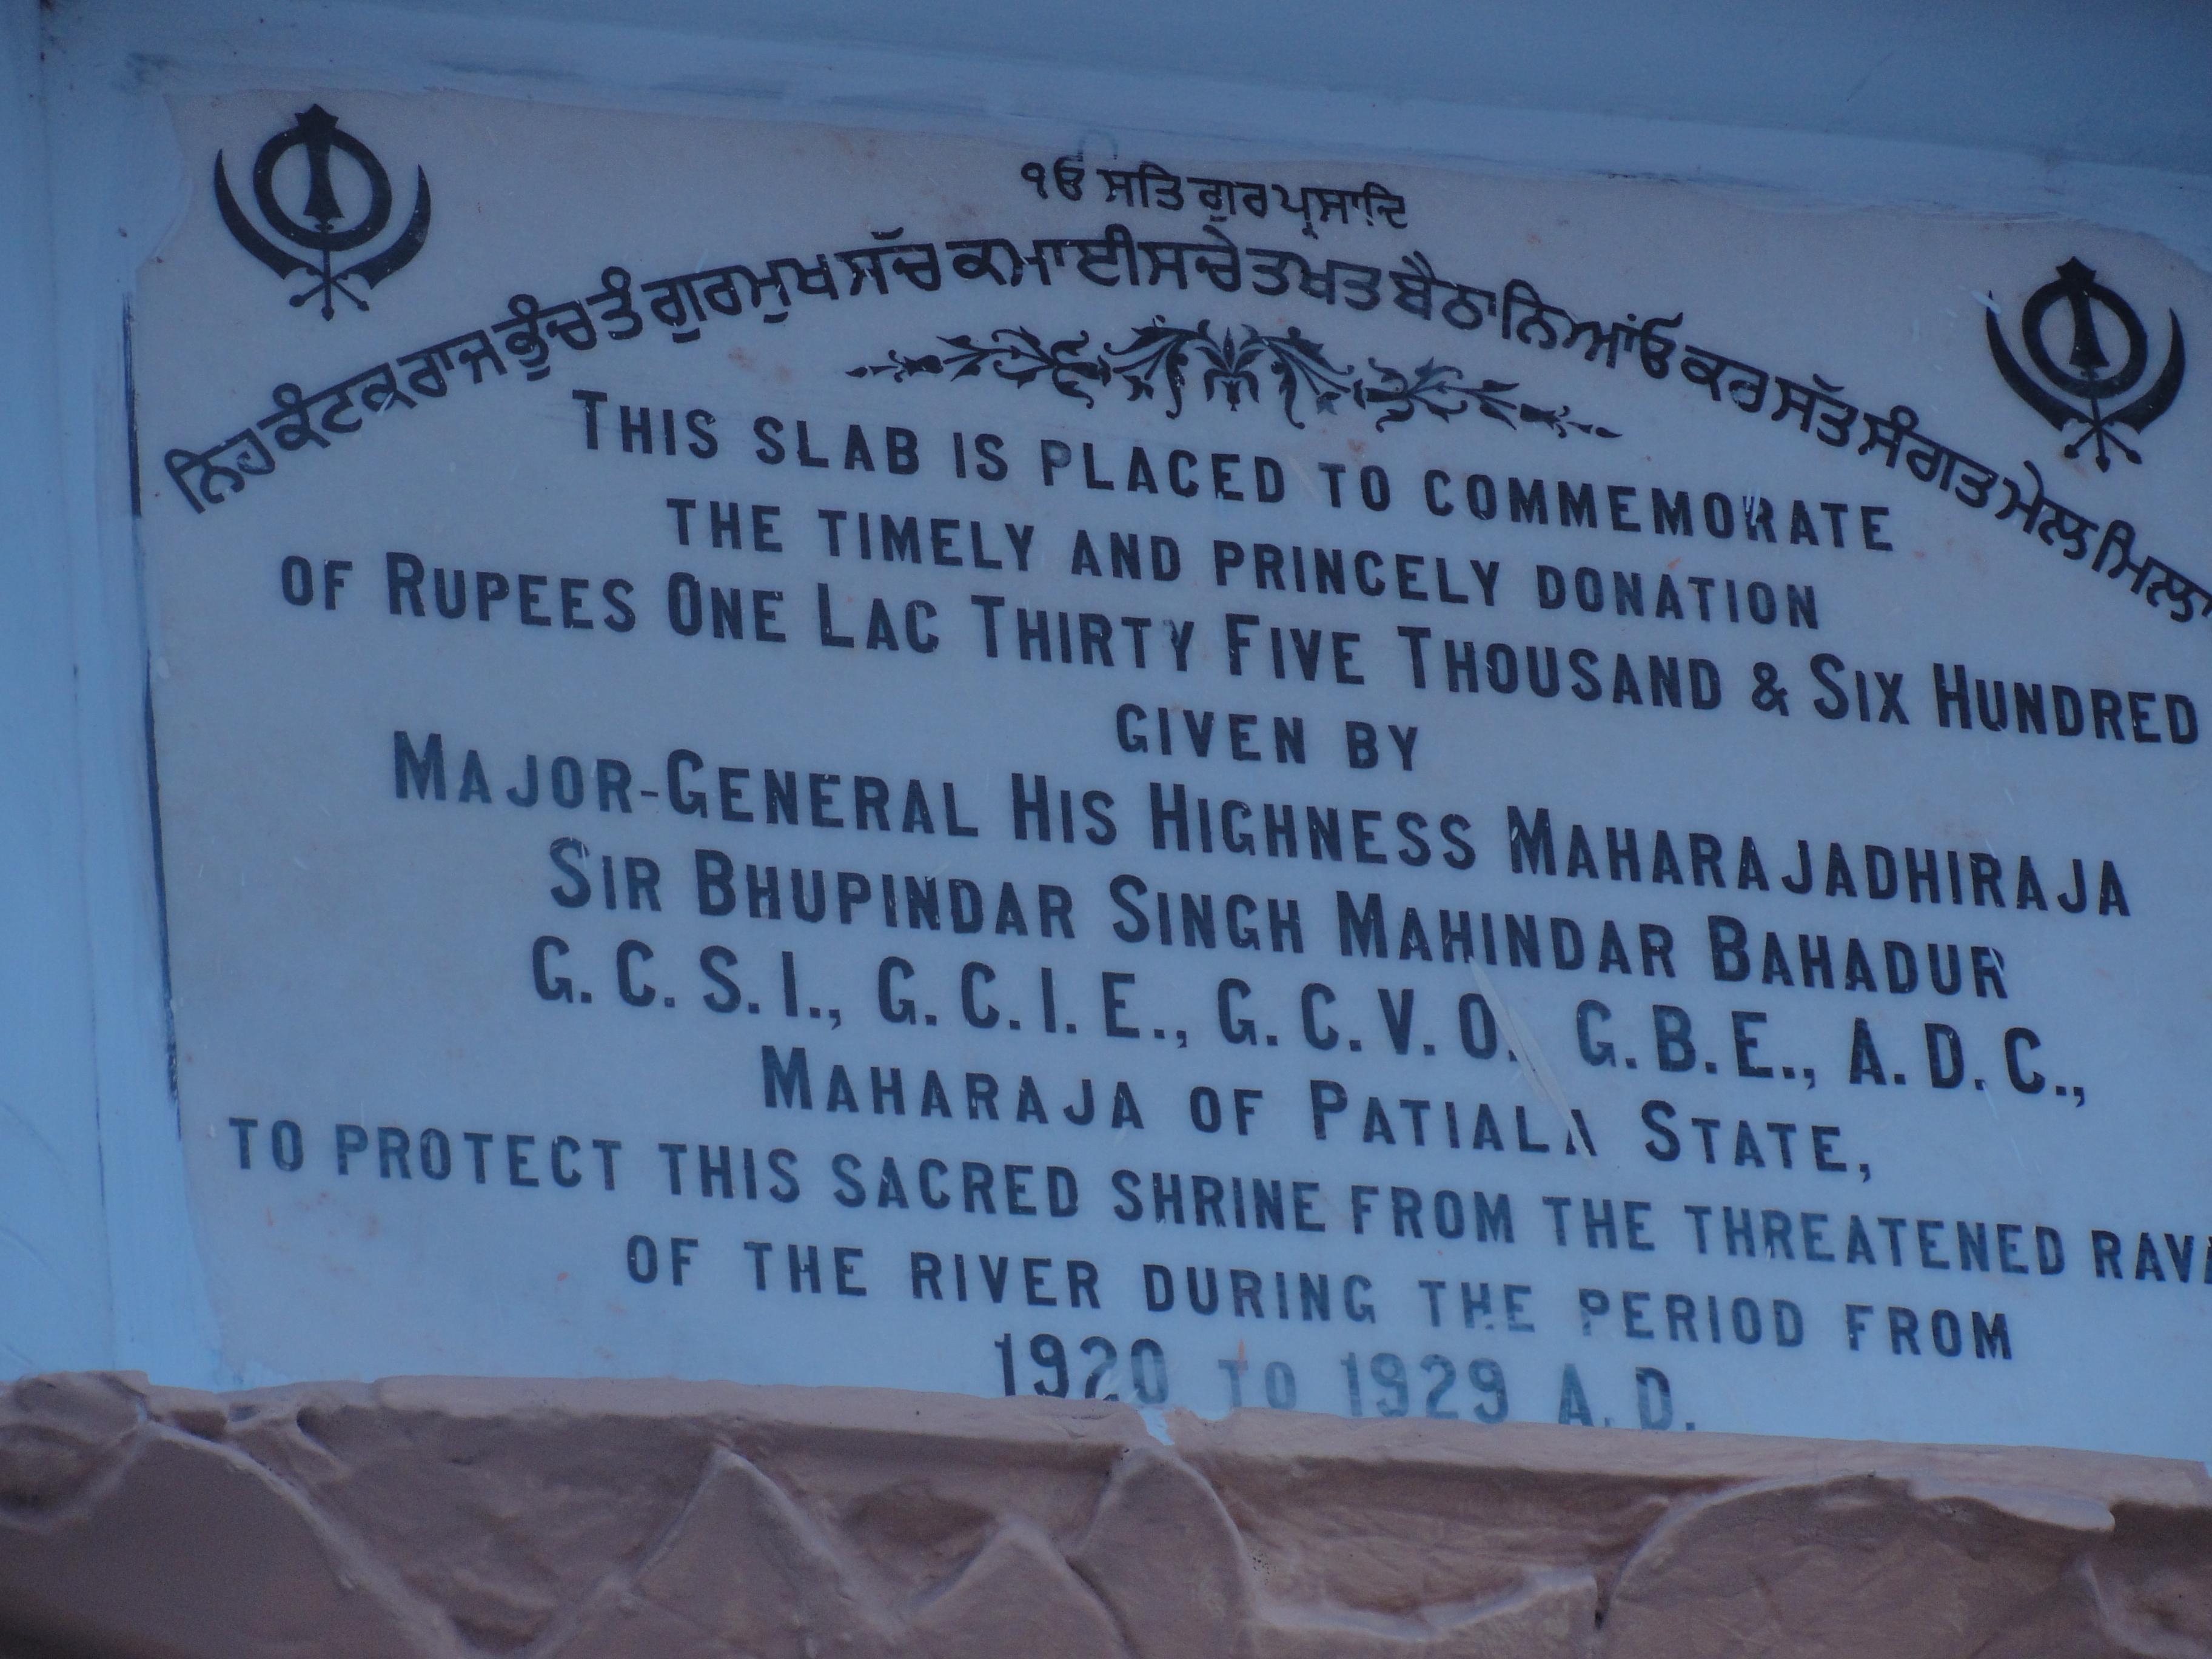 ੧ਓ ਸਤਿ ਗੁਰ ਪ੍ਰਸਾਦਿ
ਨਿਹਕੰਟਕ ਰਾਜ ਭੁੰਚ ਤੂੰ ਗੁਰਮੁਖ ਸੱਚ ਕਮਾਈ ਸਚੇ ਤਖਤ ਬੈਠਾ ਨਿਆਂਓ ਕਰ ਸੱਤ ਸੰਗਤ ਮੇਲ
THIS SLAB IS PLACED TO COMMEMORATE
THE TIMELY AND PRINCELY DONATION
OF RUPEES ONE LAC THIRTY FIVE THOUSAND & SIX HUNDRED
GIVEN BY
MAJOR-GENERAL HIS HIGHNESS MAHARAJADHIRAJA
SIR BHUPINDAR SINGH MAHINDAR BAHADUR
G. C. S. I., G. C. I. E., G. C. V. O. G. B. E., A. D. C.,
MAHARAJA OF PATIALA STATE,
TO PROTECT THIS SACRED SHRINE FROM THE THREATENED
OF THE RIVER DURING THE PERIOD FROM
1920 TO 1929 A. D.